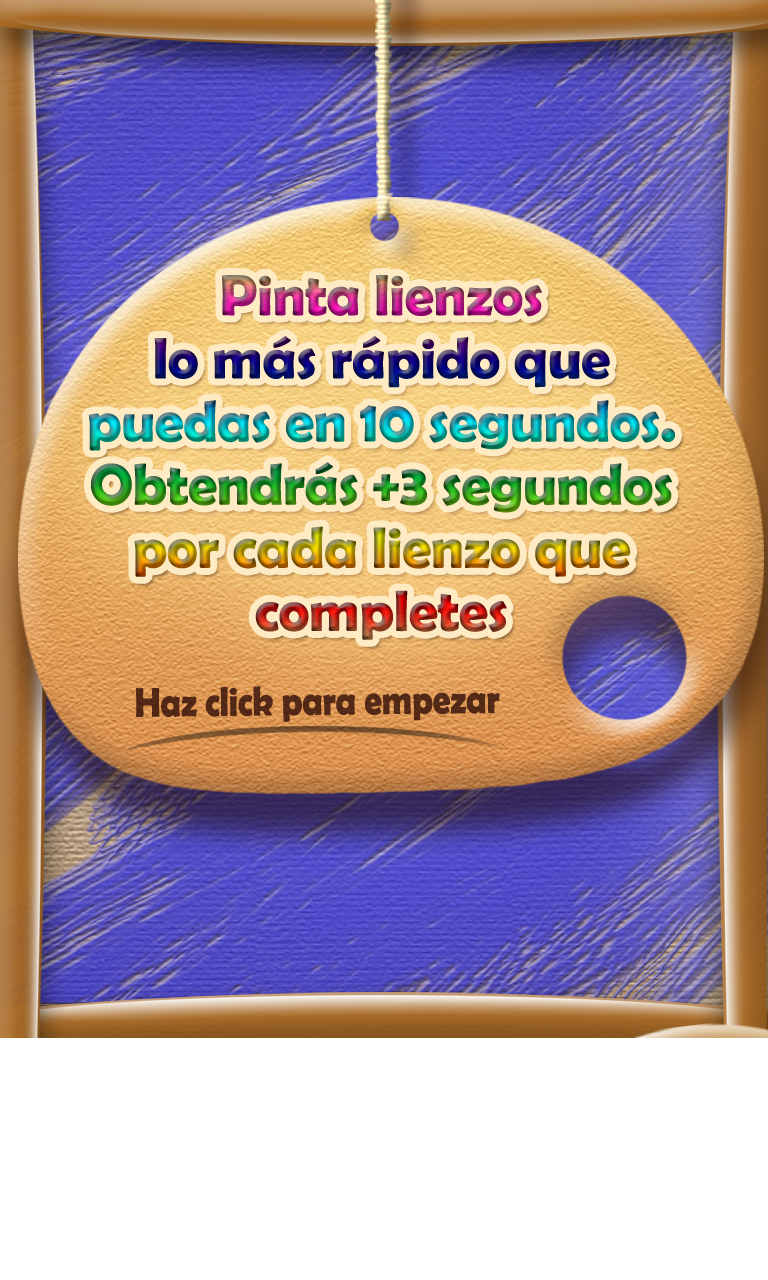 Pinta lienzos
lo más rápido que
puedas en 10 segundos.
Obtendrás +3 segundos
por cada lienzo que
completes
Haz click para empezar